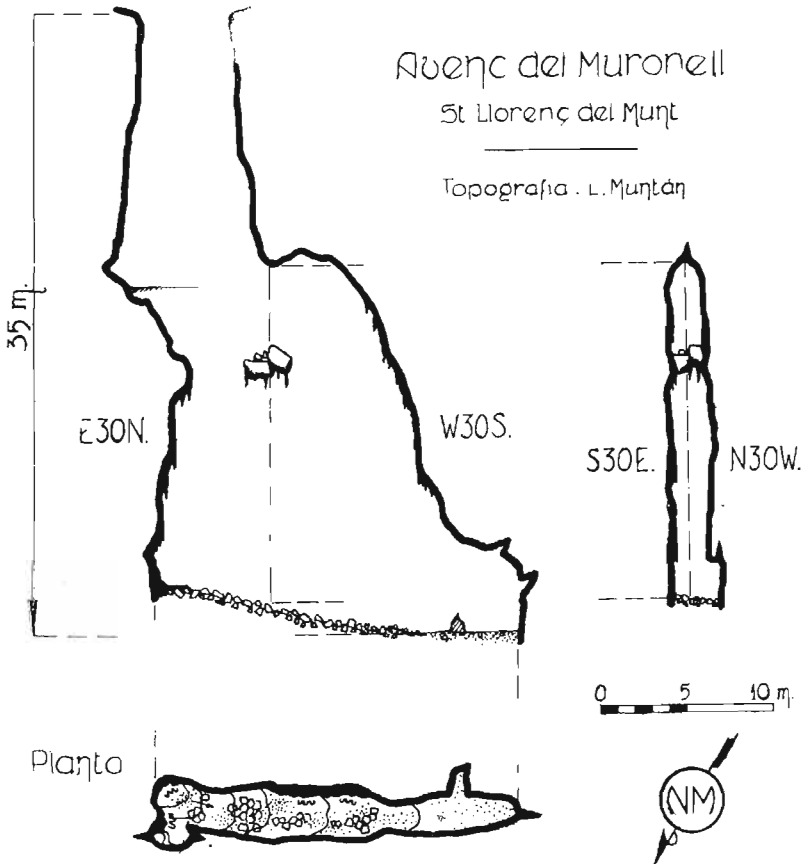 Avenc del Muronell
St Llorenç del Munt
Topografia . L. Muntán
35 m.
E30N.
W30S.
S30E.
N30W.
0 5 10 m.
Planta
NM